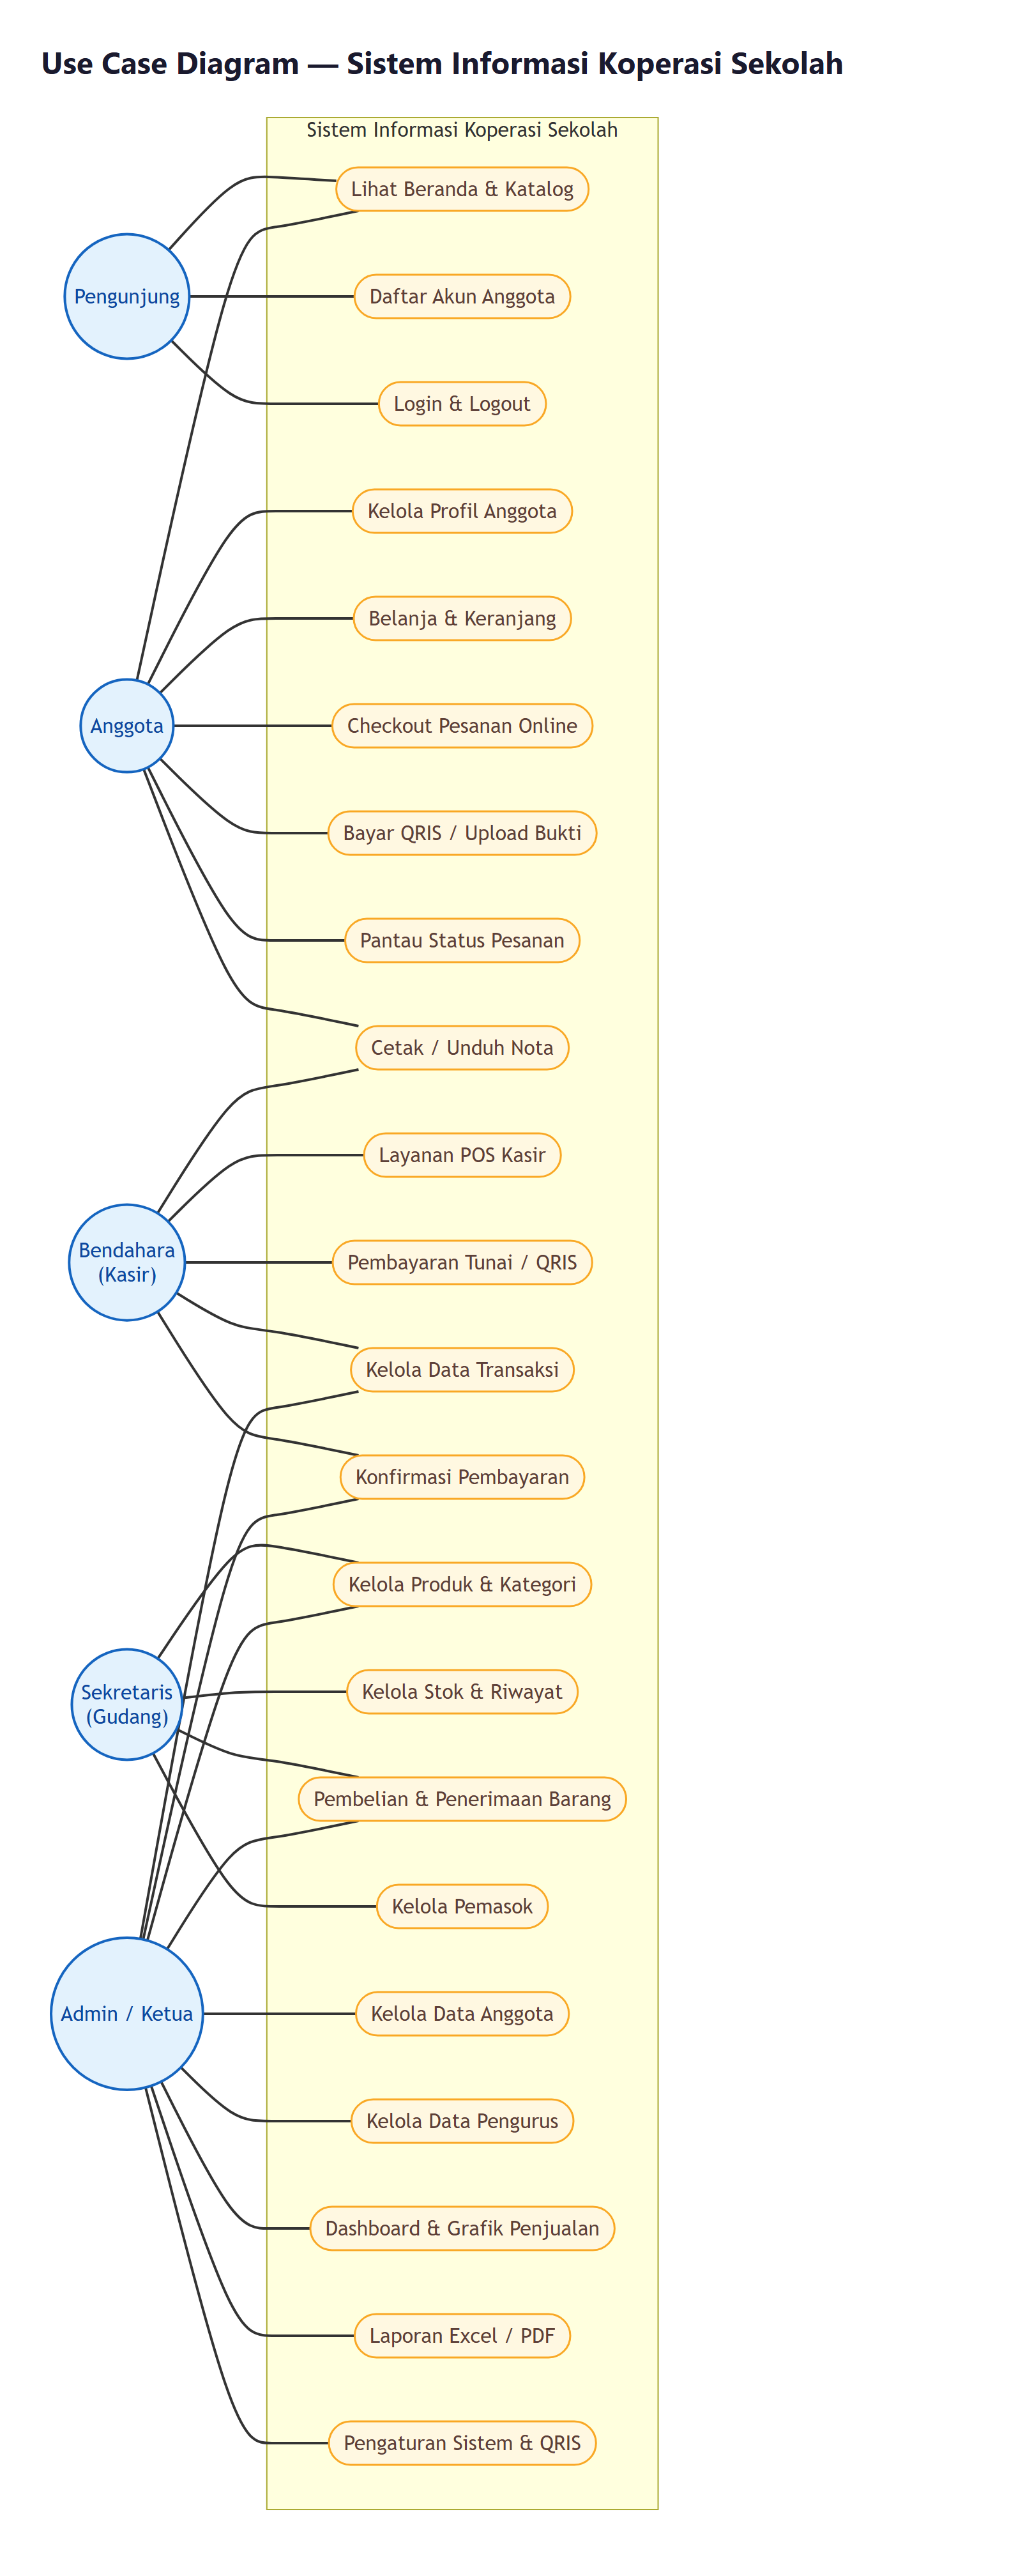 Use Case Diagram — Sistem Informasi Koperasi Sekolah
Sistem Informasi Koperasi Sekolah
Lihat Beranda & Katalog
Pengunjung
Daftar Akun Anggota
Login & Logout
Kelola Profil Anggota
Belanja & Keranjang
Anggota
Checkout Pesanan Online
Bayar QRIS / Upload Bukti
Pantau Status Pesanan
Cetak / Unduh Nota
Layanan POS Kasir
Bendahara
(Kasir)
Pembayaran Tunai / QRIS
Kelola Data Transaksi
Konfirmasi Pembayaran
Kelola Produk & Kategori
Sekretaris
(Gudang)
Kelola Stok & Riwayat
Pembelian & Penerimaan Barang
Kelola Pemasok
Admin / Ketua
Kelola Data Anggota
Kelola Data Pengurus
Dashboard & Grafik Penjualan
Laporan Excel / PDF
Pengaturan Sistem & QRIS